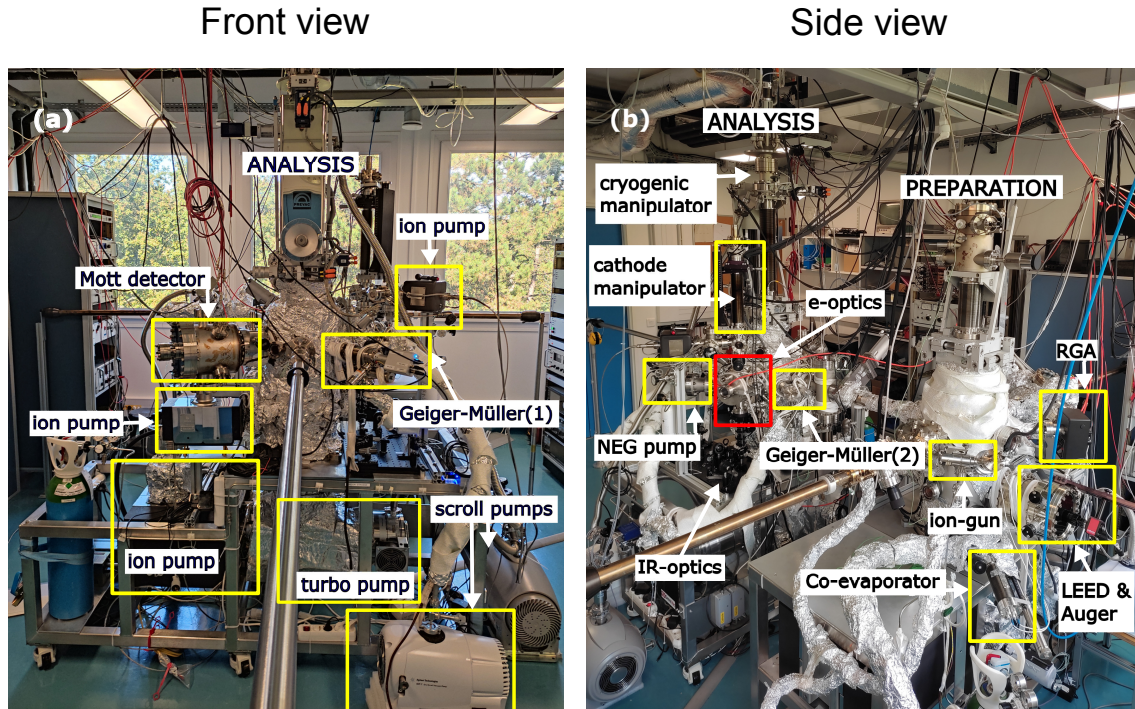 Front view
Side view
(a)
ANALYSIS
ion pump
Mott detector
Geiger-Müller(1)
ion pump
scroll pumps
ion pump
turbo pump
(b)
ANALYSIS
cryogenic
manipulator
PREPARATION
cathode
manipulator
e-optics
RGA
NEG pump
Geiger-Müller(2)
ion-gun
IR-optics
Co-evaporator
LEED &
Auger
PREVAC